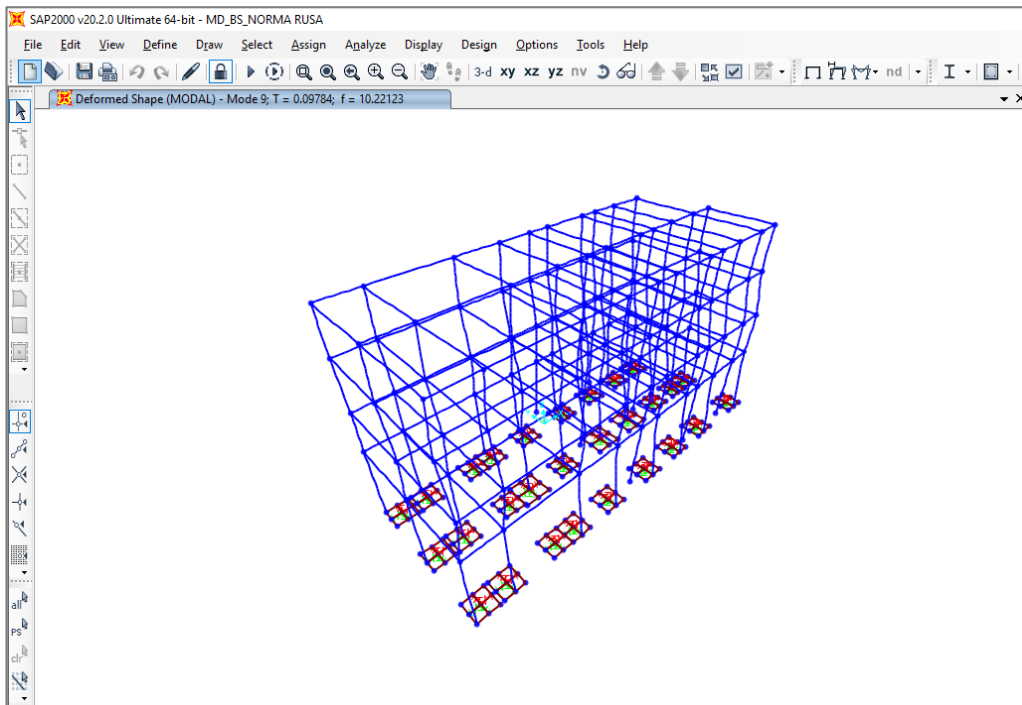 SAP2000 v20.2.0 Ultimate 64-bit - MD_BS_NORMA RUSA
File Edit View Define Draw Select Assign Analyze Display Design Options Tools Help
3-d xy xz yz nv nd
Deformed Shape (MODAL) - Mode 9; T = 0.09784; f = 10.22123
all
PS
clr